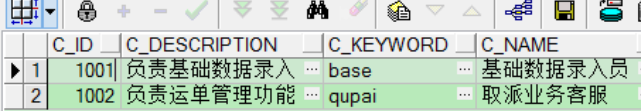 C_ID C_DESCRIPTION C_KEYWORD C_NAME
1 1001 负责基础数据录入 ... base ... 基础数据录入员
2 1002 负责运单管理功能 ... qupai ... 取派业务客服